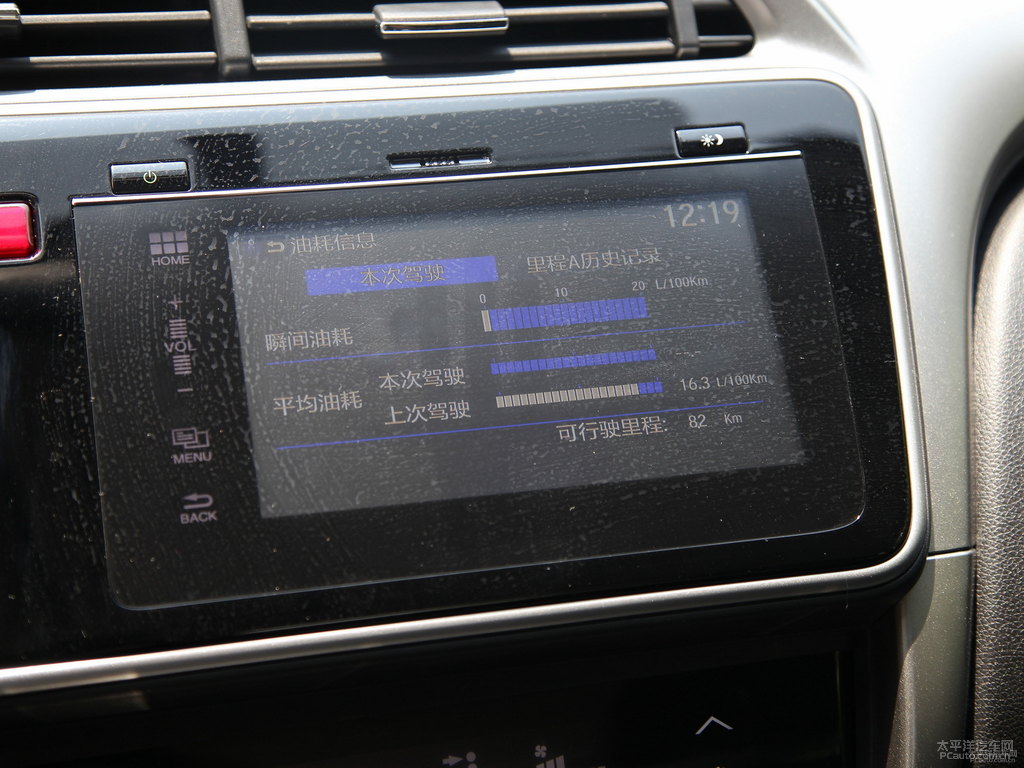 12:19
油耗信息
本次驾驶 里程A历史记录
0 10 20 L/100Km
瞬间油耗
平均油耗 本次驾驶 --.-
上次驾驶 16.3 L/100Km
可行驶里程: 82 Km
HOME
+
VOL
-
MENU
BACK
太平洋汽车网
PCauto.com.cn